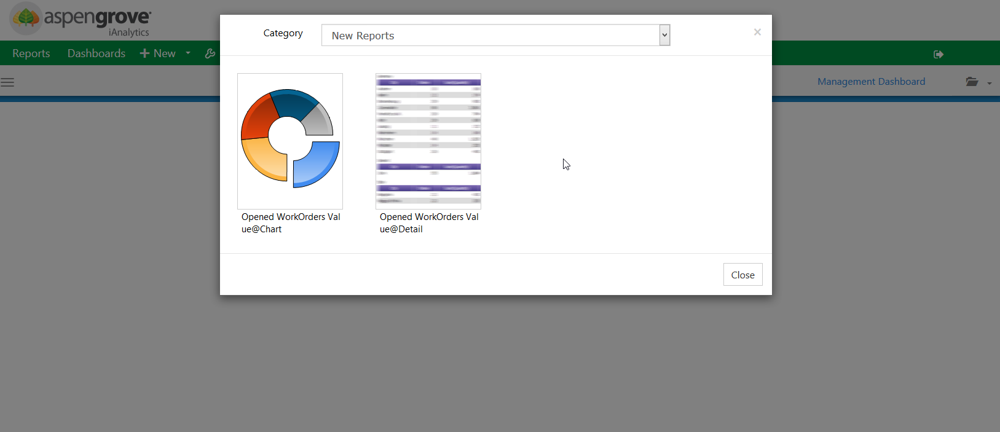 aspengrove
iAnalytics
Category
New Reports
×
Reports
Dashboards
New
Management Dashboard
Opened WorkOrders Val
ue@Chart
Opened WorkOrders Val
ue@Detail
Close